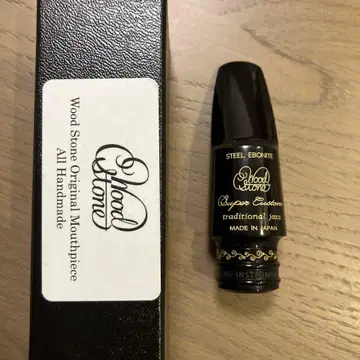 Wood
Stone
Wood Stone Original Mouthpiece
All Handmade
STEEL EBONITE
Wood
Stone
Super Custom
traditional jazz
MADE IN JAPAN